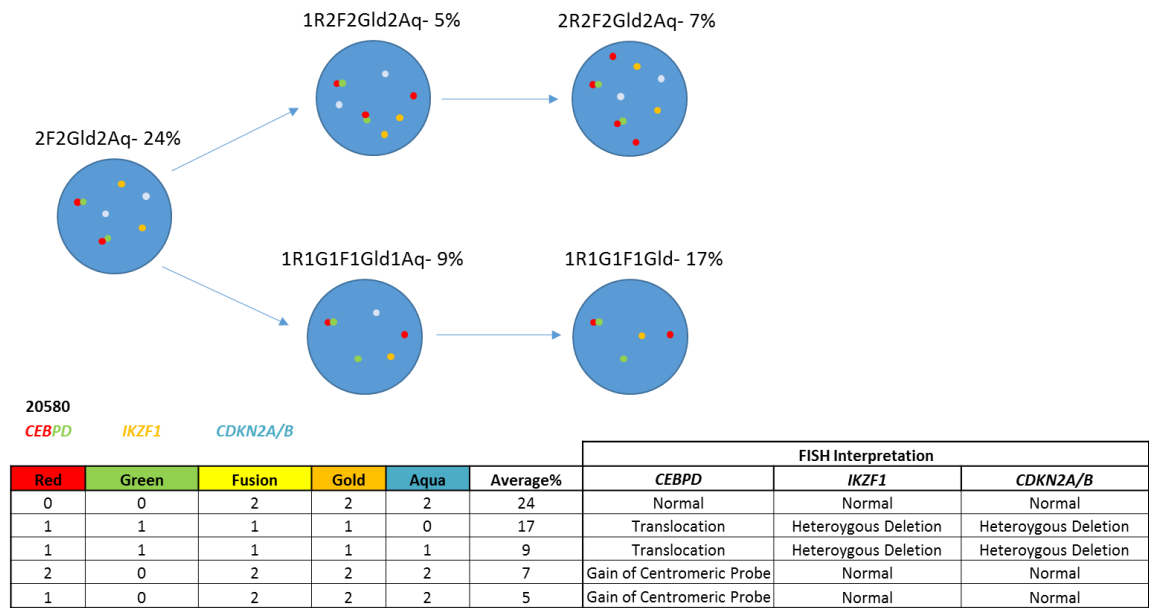 1R2F2Gld2Aq- 5%
2R2F2Gld2Aq- 7%
2F2Gld2Aq- 24%
1R1G1F1Gld1Aq- 9%
1R1G1F1Gld- 17%
20580
CEBPD IKZF1 CDKN2A/B
FISH Interpretation
Red Green Fusion Gold Aqua Average% CEBPD IKZF1 CDKN2A/B
0 0 2 2 2 24 Normal Normal Normal
1 1 1 1 0 17 Translocation Heteroygous Deletion Heteroygous Deletion
1 1 1 1 1 9 Translocation Heteroygous Deletion Heteroygous Deletion
2 0 2 2 2 7 Gain of Centromeric Probe Normal Normal
1 0 2 2 2 5 Gain of Centromeric Probe Normal Normal